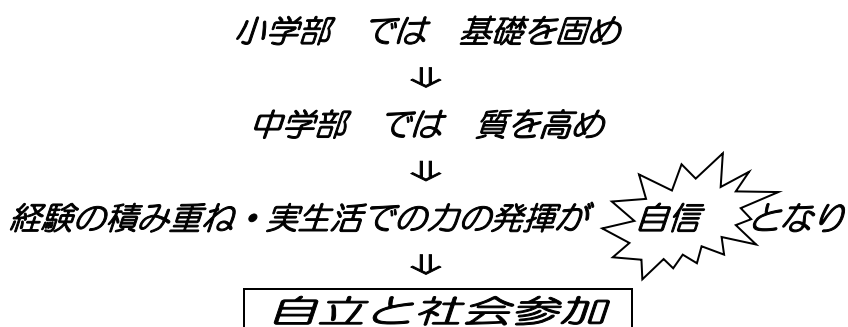 小学部 では 基礎を固め
⇓
中学部 では 質を高め
⇓
経験の積み重ね・実生活での力の発揮が 自信 となり
⇓
自立と社会参加